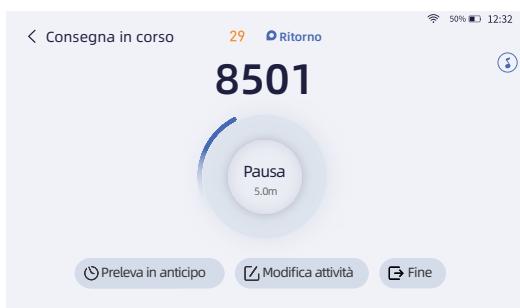 50% 12:32
Consegna in corso 29 Ritorno
8501
Pausa
5.0m
Preleva in anticipo Modifica attività Fine